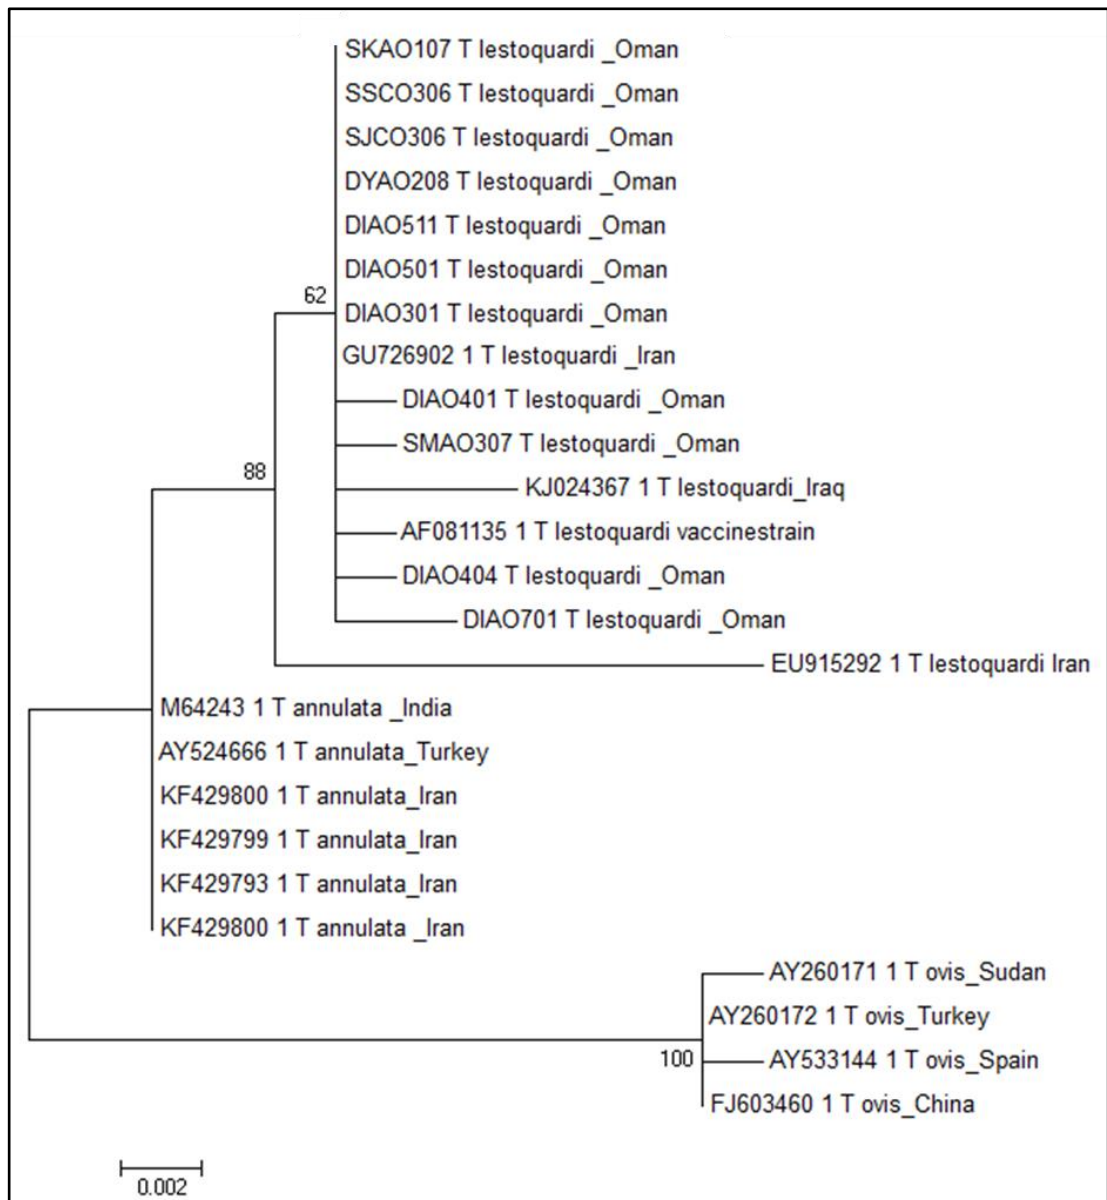 SKAO107 T lestoquardi _Oman
SSCO306 T lestoquardi _Oman
SJCO306 T lestoquardi _Oman
DYAO208 T lestoquardi _Oman
DIAO511 T lestoquardi _Oman
DIAO501 T lestoquardi _Oman
62
DIAO301 T lestoquardi _Oman
GU726902 1 T lestoquardi _Iran
DIAO401 T lestoquardi _Oman
SMAO307 T lestoquardi _Oman
88
KJ024367 1 T lestoquardi_Iraq
AF081135 1 T lestoquardi vaccinestrain
DIAO404 T lestoquardi _Oman
DIAO701 T lestoquardi _Oman
EU915292 1 T lestoquardi Iran
M64243 1 T annulata _India
AY524666 1 T annulata_Turkey
KF429800 1 T annulata_Iran
KF429799 1 T annulata_Iran
KF429793 1 T annulata_Iran
KF429800 1 T annulata _Iran
AY260171 1 T ovis_Sudan
AY260172 1 T ovis_Turkey
100
AY533144 1 T ovis_Spain
FJ603460 1 T ovis_China
0.002